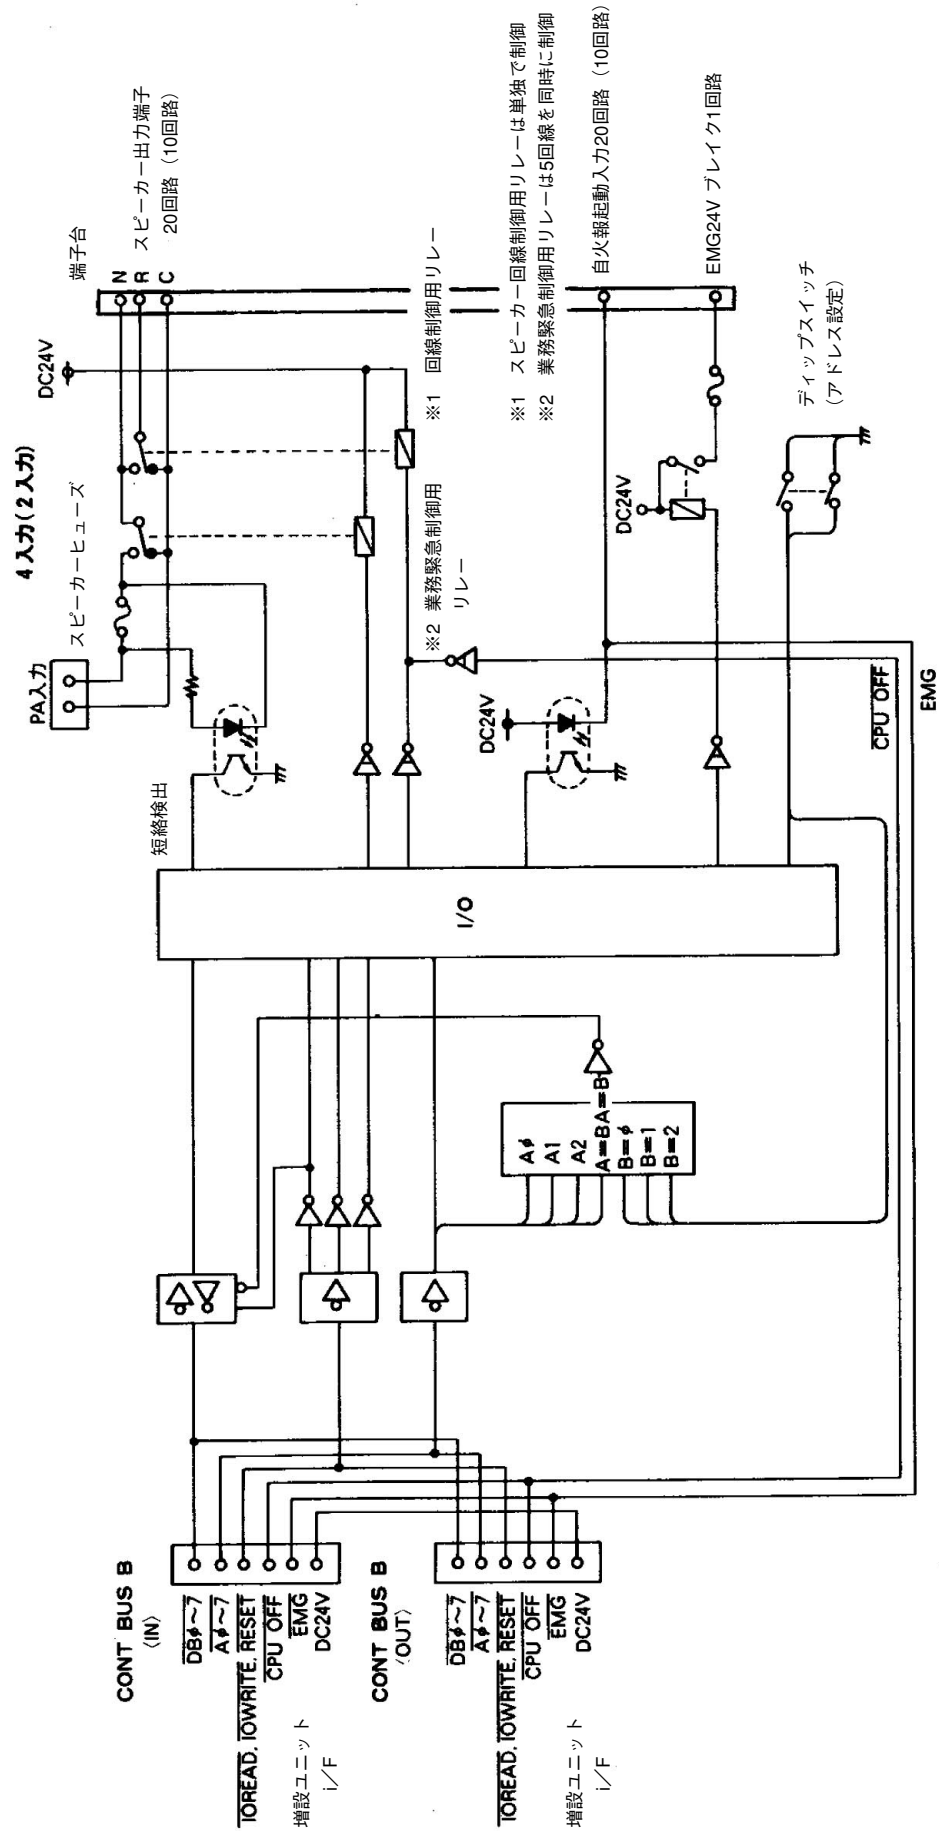 CONT BUS B
(IN)
DBφ～7
Aφ～7
IOREAD, IOWRITE, RESET
CPU OFF
EMG
DC24V
増設ユニット
i／F
CONT BUS B
(OUT)
DBφ～7
Aφ～7
IOREAD, IOWRITE, RESET
CPU OFF
EMG
DC24V
増設ユニット
i／F
Aφ
A1
A2
A=BA=B
B=φ
B=1
B=2
I/O
短絡検出
PA入力
4入力(2入力)
スピーカーヒューズ
DC24V
端子台
N
R
C
スピーカー出力端子
20回路（10回路）
※2 業務緊急制御用
リレー
※1 回線制御用リレー
※1 スピーカー回線制御用リレーは単独で制御
※2 業務緊急制御用リレーは5回線を同時に制御
DC24V
自火報起動入力20回路（10回路）
DC24V
EMG24V ブレイク1回路
ディップスイッチ
（アドレス設定）
CPU OFF
EMG